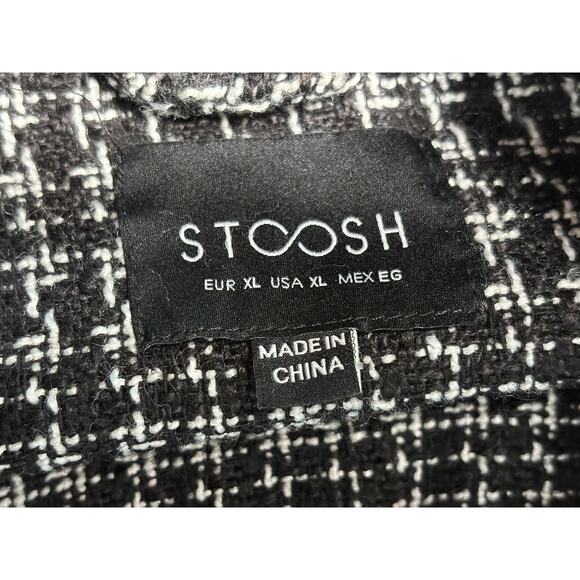 STOOSH
EUR XL USA XL MEX EG
MADE IN
CHINA